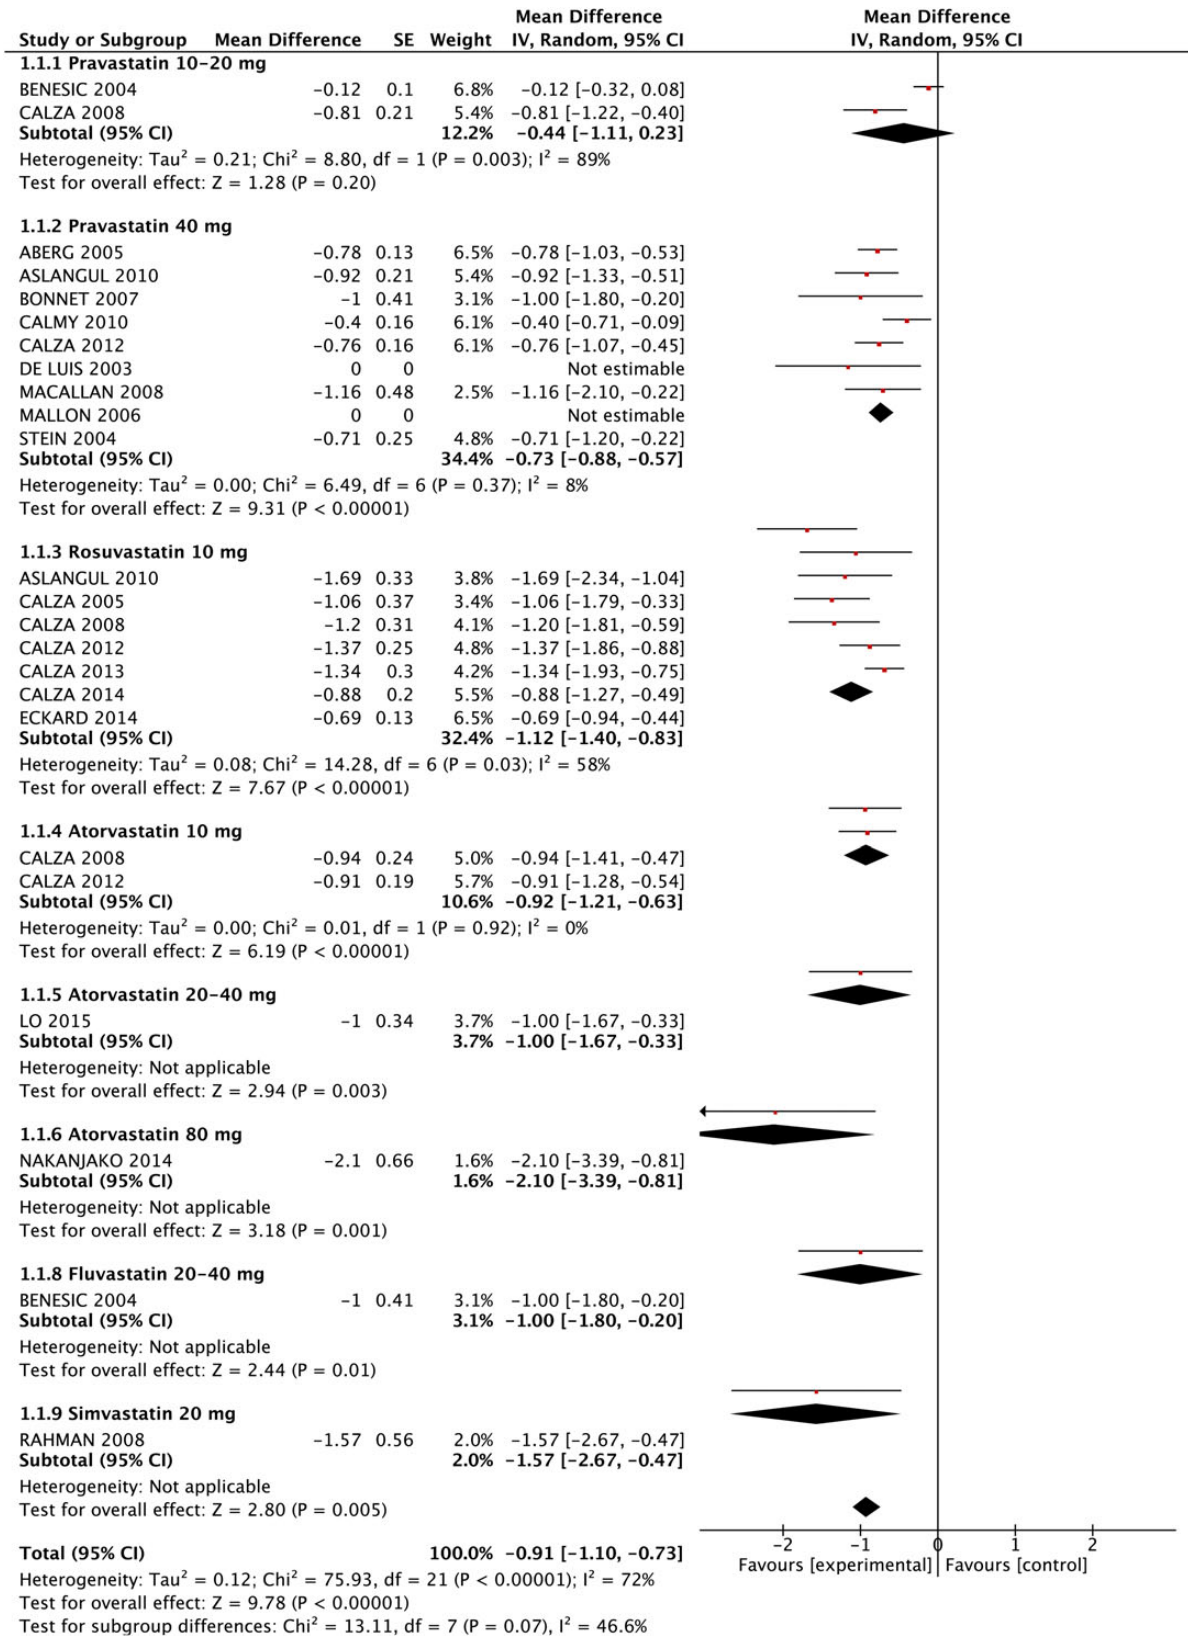 Mean Difference Mean Difference
Study or Subgroup Mean Difference SE Weight IV, Random, 95% CI IV, Random, 95% CI
1.1.1 Pravastatin 10–20 mg
BENESIC 2004 −0.12 0.1 6.8% −0.12 [−0.32, 0.08]
CALZA 2008 −0.81 0.21 5.4% −0.81 [−1.22, −0.40]
Subtotal (95% CI) 12.2% −0.44 [−1.11, 0.23]
Heterogeneity: Tau² = 0.21; Chi² = 8.80, df = 1 (P = 0.003); I² = 89%
Test for overall effect: Z = 1.28 (P = 0.20)
1.1.2 Pravastatin 40 mg
ABERG 2005 −0.78 0.13 6.5% −0.78 [−1.03, −0.53]
ASLANGUL 2010 −0.92 0.21 5.4% −0.92 [−1.33, −0.51]
BONNET 2007 −1 0.41 3.1% −1.00 [−1.80, −0.20]
CALMY 2010 −0.4 0.16 6.1% −0.40 [−0.71, −0.09]
CALZA 2012 −0.76 0.16 6.1% −0.76 [−1.07, −0.45]
DE LUIS 2003 0 0 Not estimable
MACALLAN 2008 −1.16 0.48 2.5% −1.16 [−2.10, −0.22]
MALLON 2006 0 0 Not estimable
STEIN 2004 −0.71 0.25 4.8% −0.71 [−1.20, −0.22]
Subtotal (95% CI) 34.4% −0.73 [−0.88, −0.57]
Heterogeneity: Tau² = 0.00; Chi² = 6.49, df = 6 (P = 0.37); I² = 8%
Test for overall effect: Z = 9.31 (P < 0.00001)
1.1.3 Rosuvastatin 10 mg
ASLANGUL 2010 −1.69 0.33 3.8% −1.69 [−2.34, −1.04]
CALZA 2005 −1.06 0.37 3.4% −1.06 [−1.79, −0.33]
CALZA 2008 −1.2 0.31 4.1% −1.20 [−1.81, −0.59]
CALZA 2012 −1.37 0.25 4.8% −1.37 [−1.86, −0.88]
CALZA 2013 −1.34 0.3 4.2% −1.34 [−1.93, −0.75]
CALZA 2014 −0.88 0.2 5.5% −0.88 [−1.27, −0.49]
ECKARD 2014 −0.69 0.13 6.5% −0.69 [−0.94, −0.44]
Subtotal (95% CI) 32.4% −1.12 [−1.40, −0.83]
Heterogeneity: Tau² = 0.08; Chi² = 14.28, df = 6 (P = 0.03); I² = 58%
Test for overall effect: Z = 7.67 (P < 0.00001)
1.1.4 Atorvastatin 10 mg
CALZA 2008 −0.94 0.24 5.0% −0.94 [−1.41, −0.47]
CALZA 2012 −0.91 0.19 5.7% −0.91 [−1.28, −0.54]
Subtotal (95% CI) 10.6% −0.92 [−1.21, −0.63]
Heterogeneity: Tau² = 0.00; Chi² = 0.01, df = 1 (P = 0.92); I² = 0%
Test for overall effect: Z = 6.19 (P < 0.00001)
1.1.5 Atorvastatin 20–40 mg
LO 2015 −1 0.34 3.7% −1.00 [−1.67, −0.33]
Subtotal (95% CI) 3.7% −1.00 [−1.67, −0.33]
Heterogeneity: Not applicable
Test for overall effect: Z = 2.94 (P = 0.003)
1.1.6 Atorvastatin 80 mg
NAKANJAKO 2014 −2.1 0.66 1.6% −2.10 [−3.39, −0.81]
Subtotal (95% CI) 1.6% −2.10 [−3.39, −0.81]
Heterogeneity: Not applicable
Test for overall effect: Z = 3.18 (P = 0.001)
1.1.8 Fluvastatin 20–40 mg
BENESIC 2004 −1 0.41 3.1% −1.00 [−1.80, −0.20]
Subtotal (95% CI) 3.1% −1.00 [−1.80, −0.20]
Heterogeneity: Not applicable
Test for overall effect: Z = 2.44 (P = 0.01)
1.1.9 Simvastatin 20 mg
RAHMAN 2008 −1.57 0.56 2.0% −1.57 [−2.67, −0.47]
Subtotal (95% CI) 2.0% −1.57 [−2.67, −0.47]
Heterogeneity: Not applicable
Test for overall effect: Z = 2.80 (P = 0.005)
Total (95% CI) 100.0% −0.91 [−1.10, −0.73]
Heterogeneity: Tau² = 0.12; Chi² = 75.93, df = 21 (P < 0.00001); I² = 72%
Test for overall effect: Z = 9.78 (P < 0.00001)
Test for subgroup differences: Chi² = 13.11, df = 7 (P = 0.07), I² = 46.6%
−2 −1 0 1 2
Favours [experimental] Favours [control]